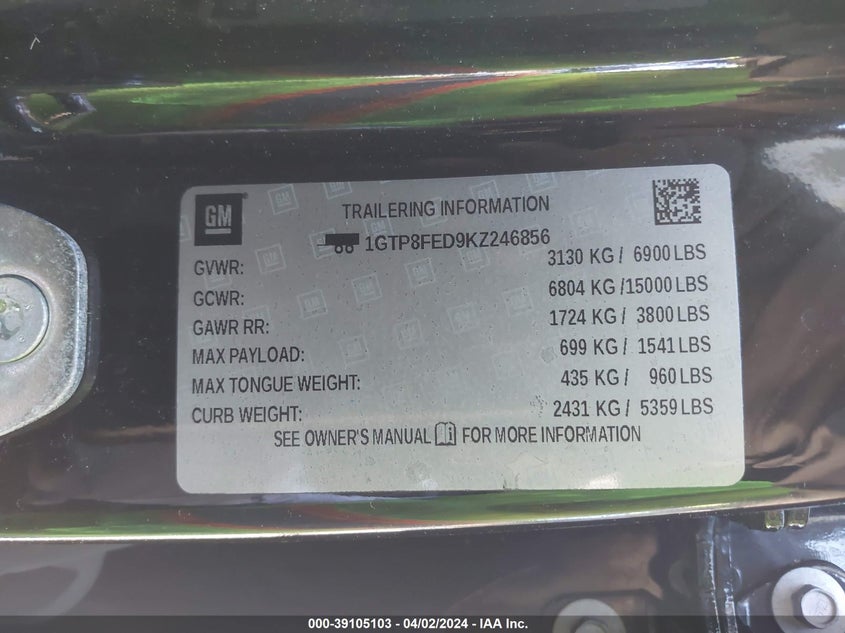 GM
TRAILERING INFORMATION
1GTP8FED9KZ246856
GVWR: 3130 KG / 6900 LBS
GCWR: 6804 KG /15000 LBS
GAWR RR: 1724 KG / 3800 LBS
MAX PAYLOAD: 699 KG / 1541 LBS
MAX TONGUE WEIGHT: 435 KG / 960 LBS
CURB WEIGHT: 2431 KG / 5359 LBS
SEE OWNER'S MANUAL FOR MORE INFORMATION
000-39105103 - 04/02/2024 - IAA Inc.